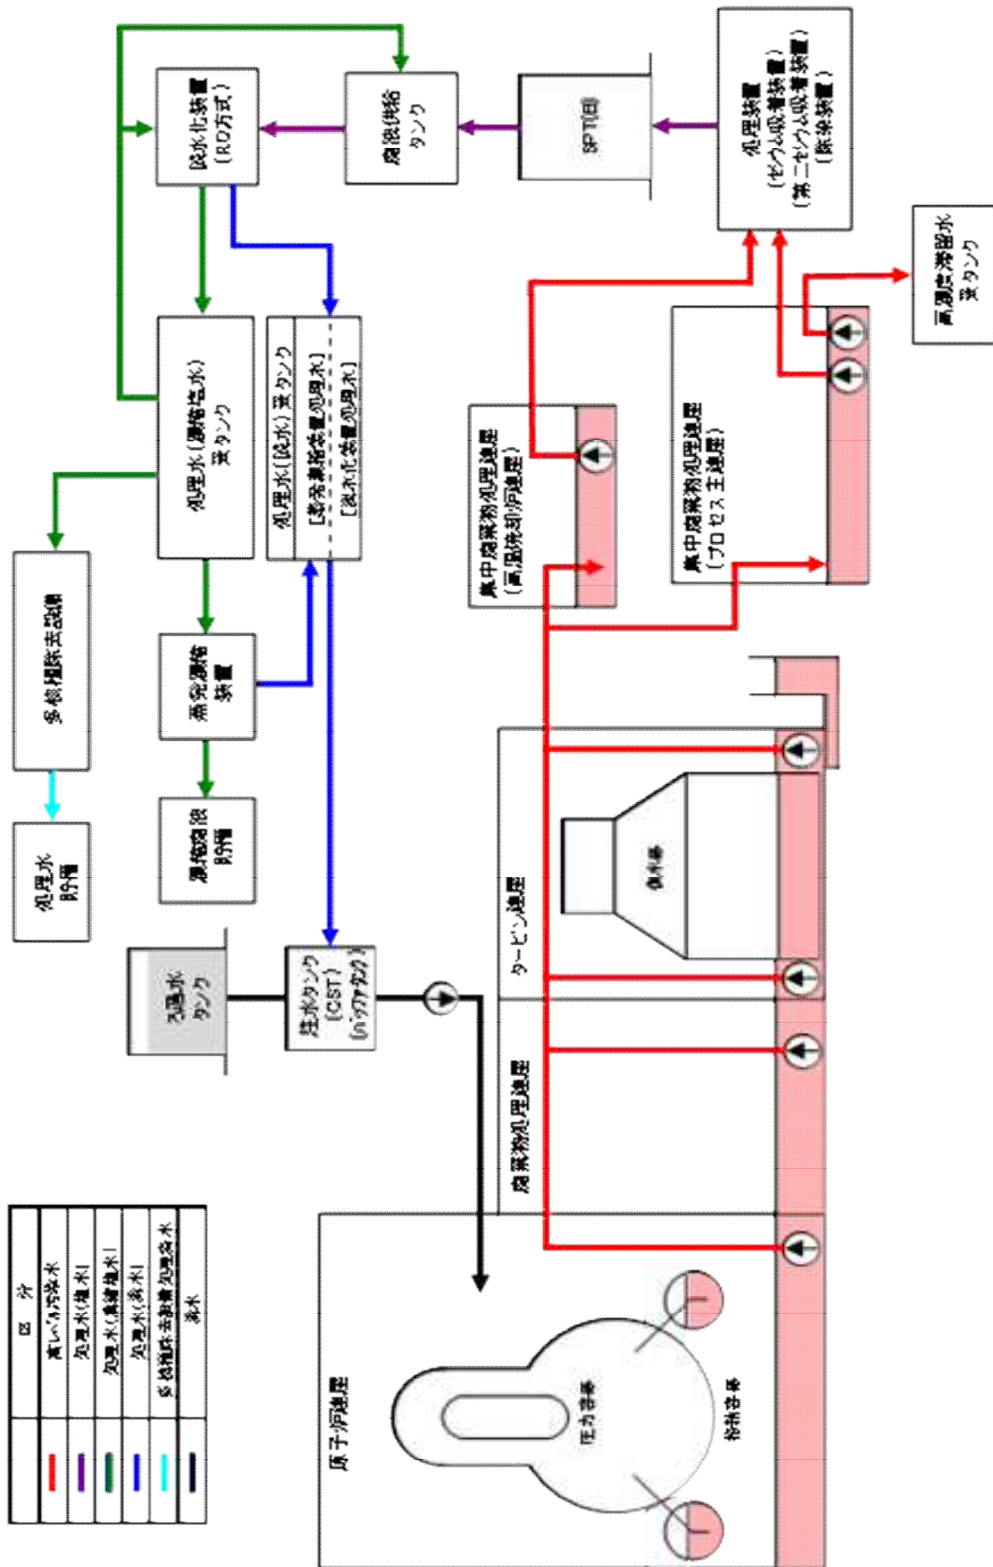 区分
高レベル汚染水
処理水(塩水)
処理水(濃縮塩水)
処理水(淡水)
多核種除去設備処理済水
淡水
原子炉建屋
圧力容器
格納容器
廃棄物処理建屋
タービン建屋
復水器
ろ過水
タンク
注水タンク
(CST)
(バッファタンク)
処理水
貯槽
多核種除去設備
濃縮廃液
貯槽
蒸発濃縮
装置
処理水(濃縮塩水)
受タンク
処理水(淡水)受タンク
[蒸発濃縮装置処理水]
[淡水化装置処理水]
淡水化装置
(RO方式)
廃液供給
タンク
SPT(旧)
処理装置
(セシウム吸着装置)
(第二セシウム吸着装置)
(除染装置)
集中廃棄物処理建屋
(高温焼却炉建屋)
集中廃棄物処理建屋
(プロセス主建屋)
高濃度滞留水
受タンク